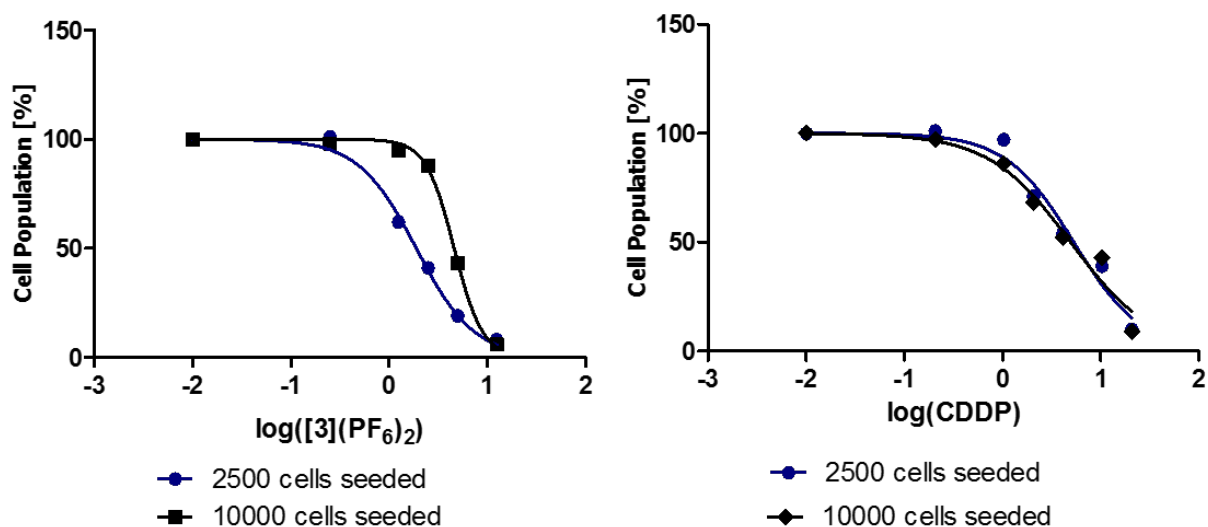 150
100
50
0
Cell Population [%]
-3 -2 -1 0 1 2
log([3](PF6)2)
2500 cells seeded
10000 cells seeded
150
100
50
0
Cell Population [%]
-3 -2 -1 0 1 2
log(CDDP)
2500 cells seeded
10000 cells seeded